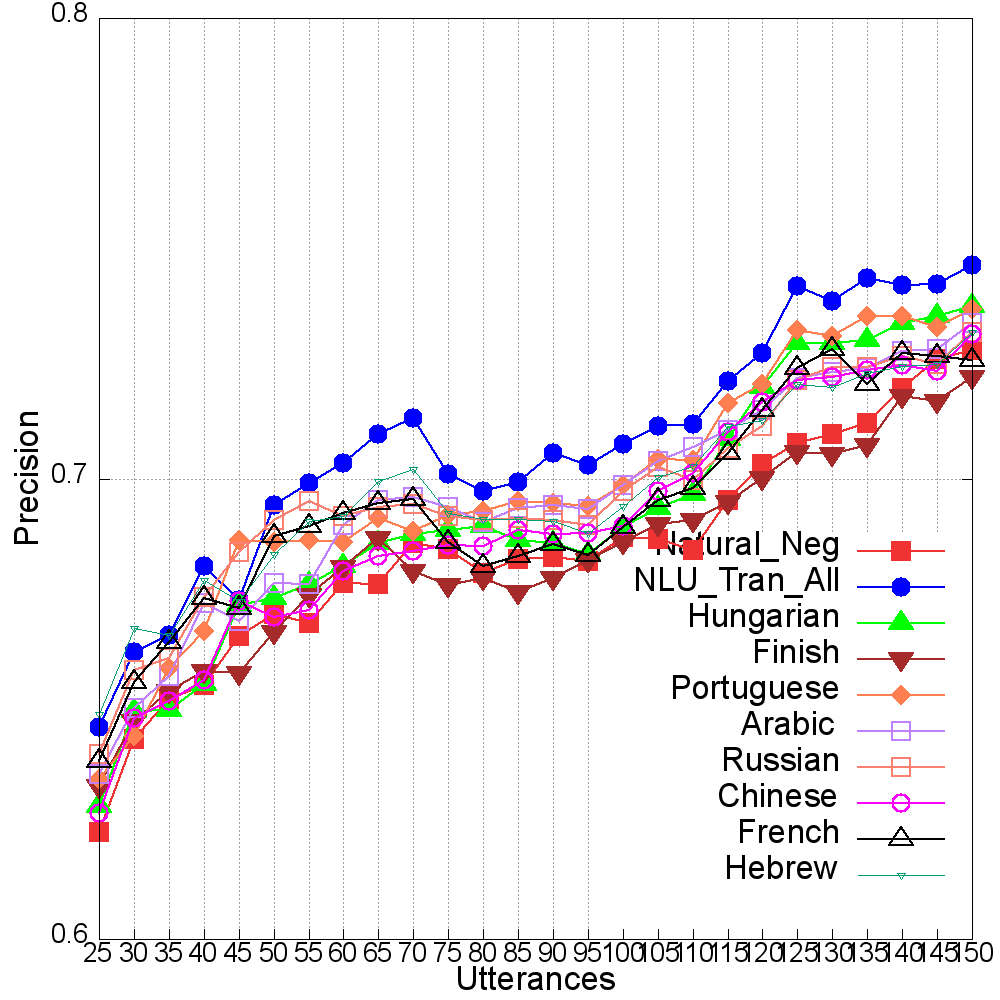 0.8
Precision
0.7
Natural_Neg
NLU_Tran_All
Hungarian
Finish
Portuguese
Arabic
Russian
Chinese
French
Hebrew
0.6
25 30 35 40 45 50 55 60 65 70 75 80 85 90 95 100 105 110 115 120 125 130 135 140 145 150
Utterances